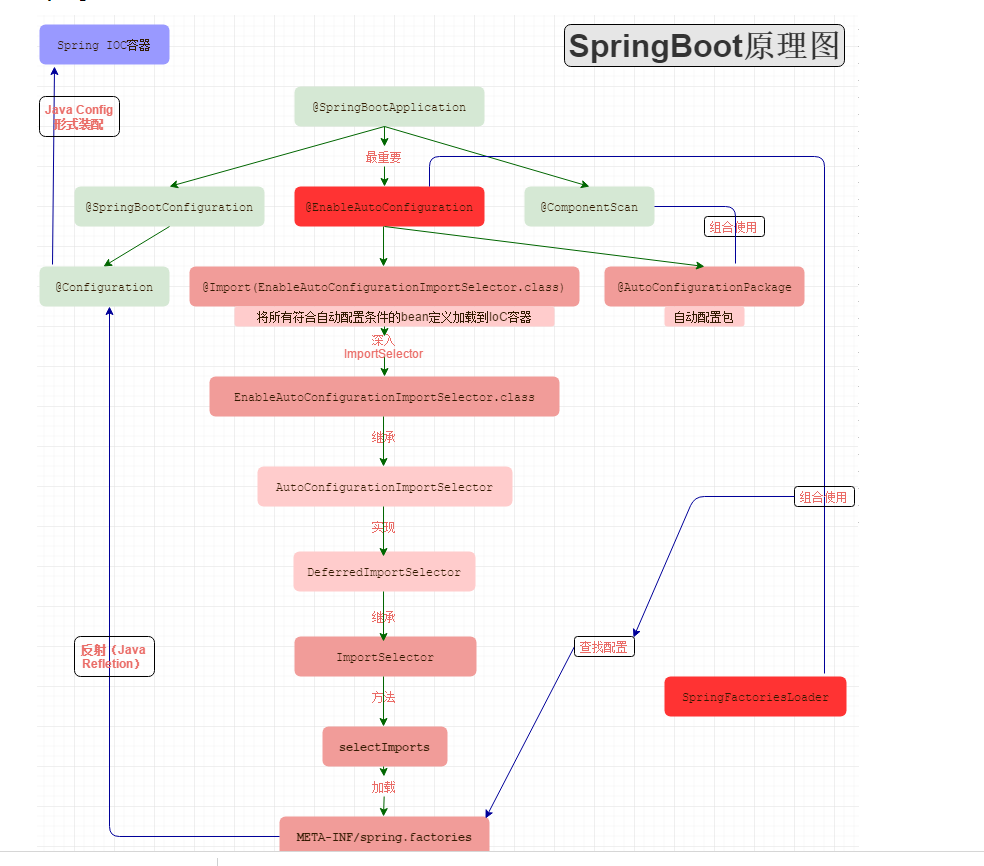 Spring IOC容器
SpringBoot原理图
Java Config
形式装配
@SpringBootApplication
最重要
@SpringBootConfiguration
@EnableAutoConfiguration
@ComponentScan
组合使用
@Configuration
@Import(EnableAutoConfigurationImportSelector.class)
@AutoConfigurationPackage
将所有符合自动配置条件的bean定义加载到IoC容器
自动配置包
深入
ImportSelector
EnableAutoConfigurationImportSelector.class
继承
AutoConfigurationImportSelector
组合使用
实现
DeferredImportSelector
继承
反射（Java
Refletion）
ImportSelector
查找配置
方法
SpringFactoriesLoader
selectImports
加载
META-INF/spring.factories